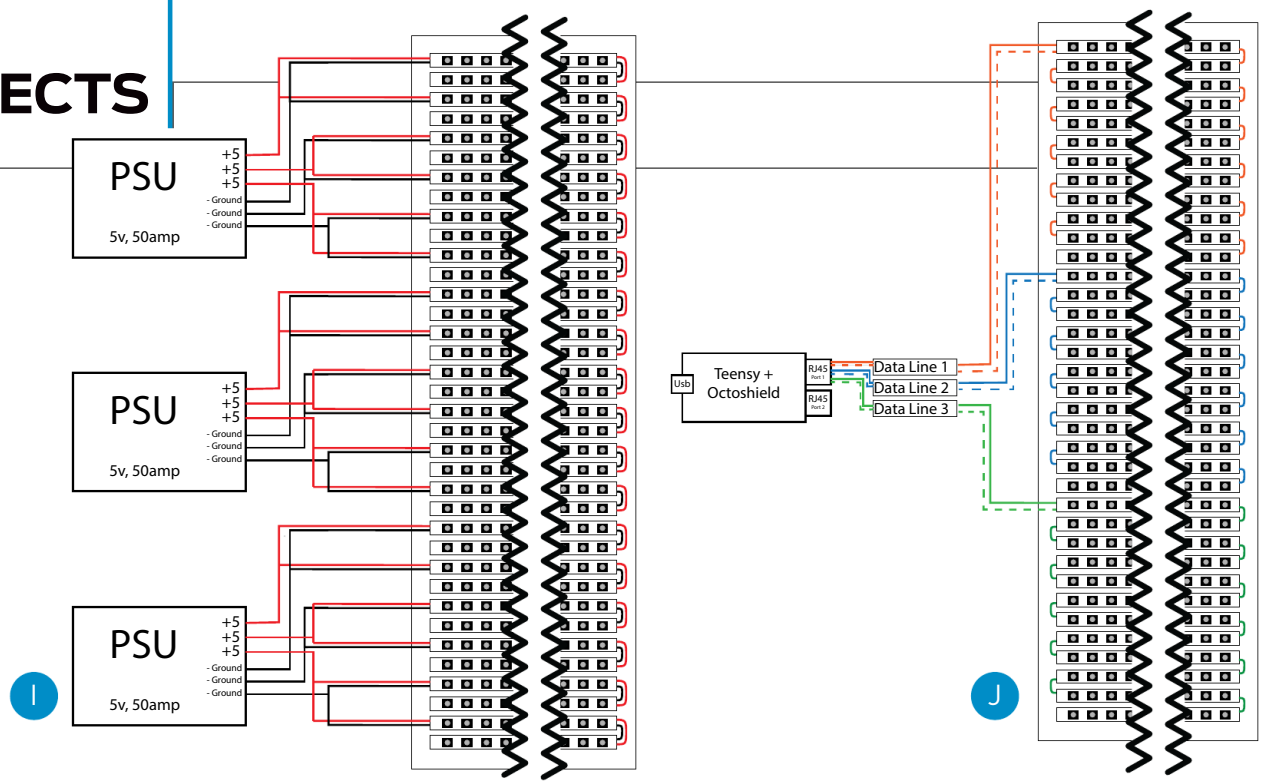 ECTS
PSU
5v, 50amp
+5
+5
+5
- Ground
- Ground
- Ground
PSU
5v, 50amp
+5
+5
+5
- Ground
- Ground
- Ground
PSU
5v, 50amp
+5
+5
+5
- Ground
- Ground
- Ground
I
Usb
Teensy +
Octoshield
RJ45
Port 1
RJ45
Port 2
Data Line 1
Data Line 2
Data Line 3
J